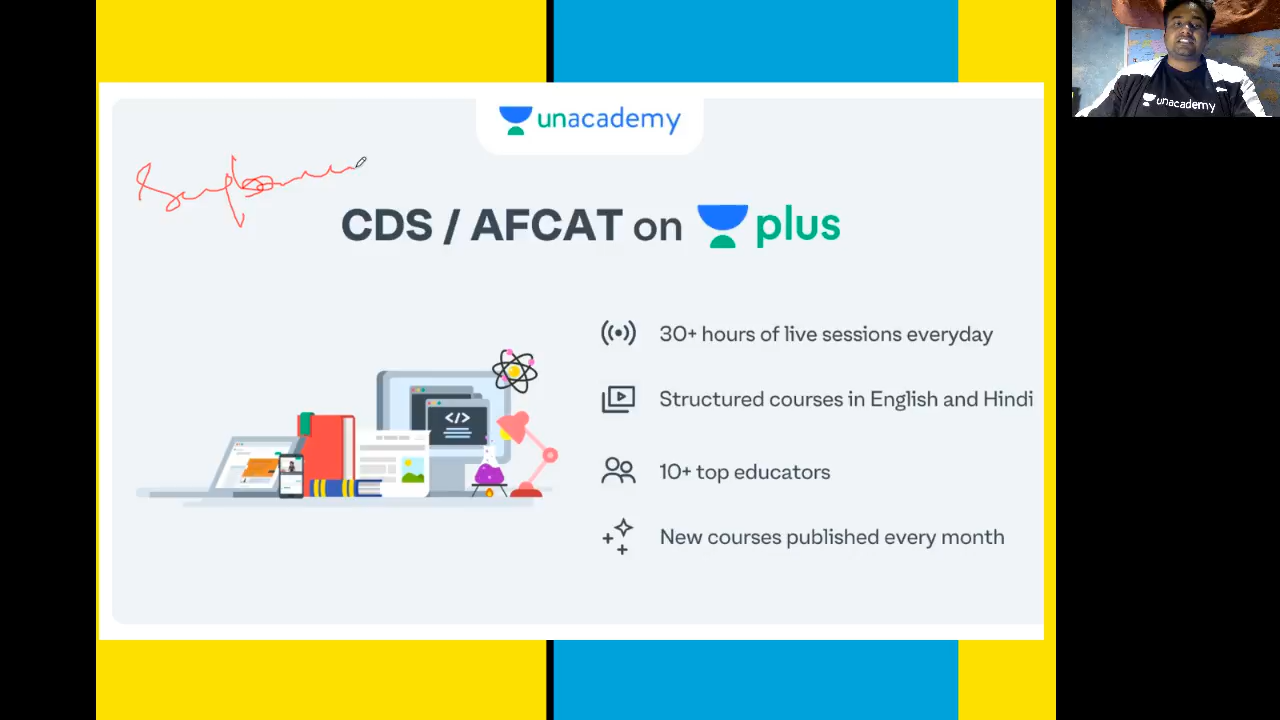 unacademy
CDS / AFCAT on plus
30+ hours of live sessions everyday
Structured courses in English and Hindi
10+ top educators
New courses published every month
unacademy